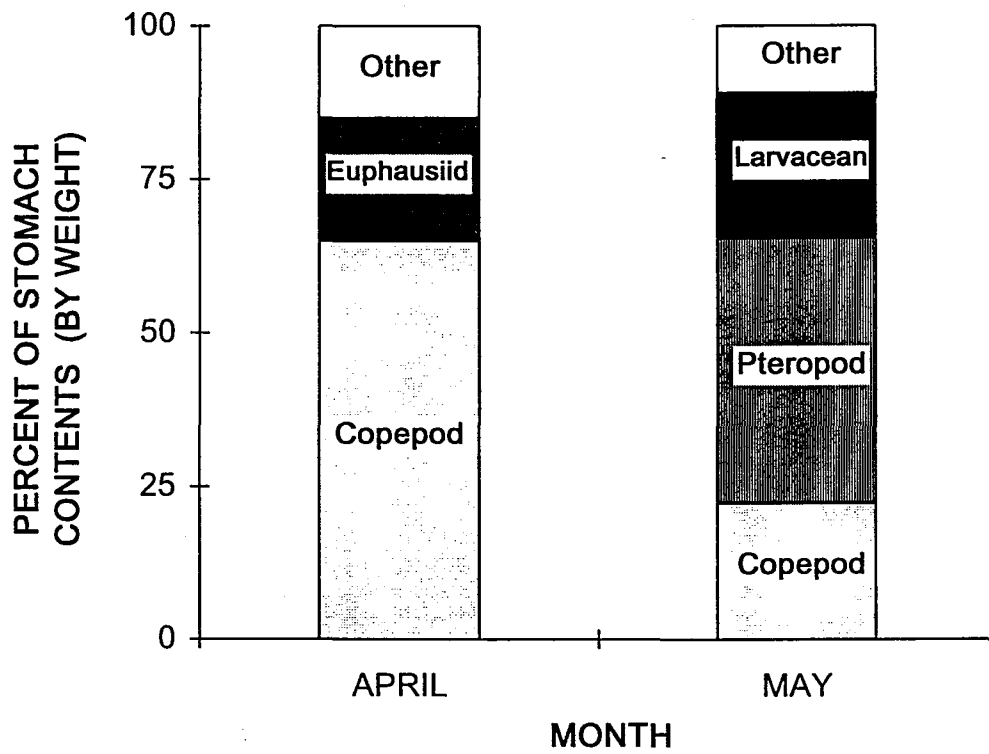 PERCENT OF STOMACH
CONTENTS (BY WEIGHT)
100
75
50
25
0
Other
Euphausiid
Copepod
Other
Larvacean
Pteropod
Copepod
APRIL
MAY
MONTH